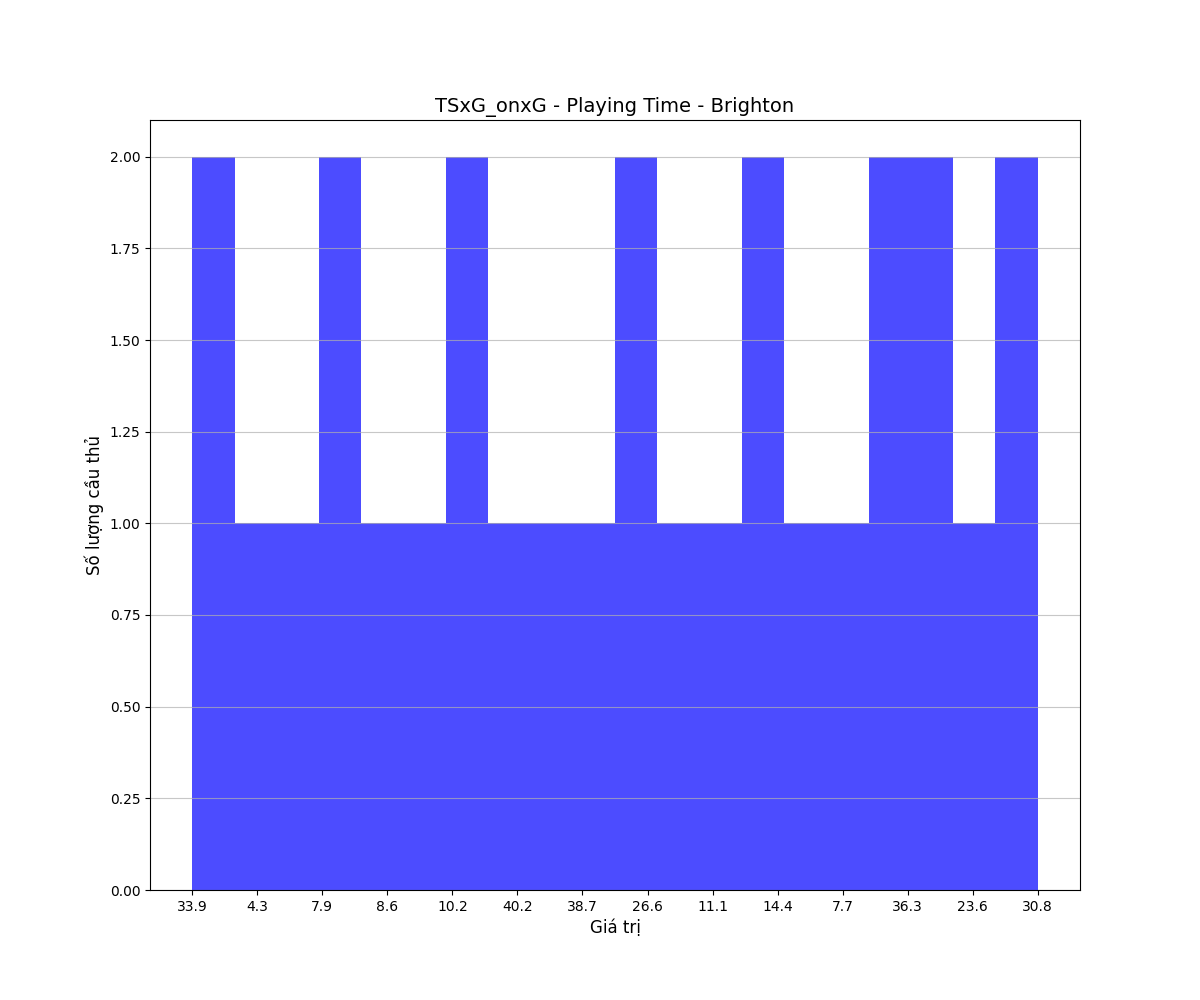 TSxG_onxG - Playing Time - Brighton
Số lượng cầu thủ
2.00
1.75
1.50
1.25
1.00
0.75
0.50
0.25
0.00
33.9 4.3 7.9 8.6 10.2 40.2 38.7 26.6 11.1 14.4 7.7 36.3 23.6 30.8
Giá trị